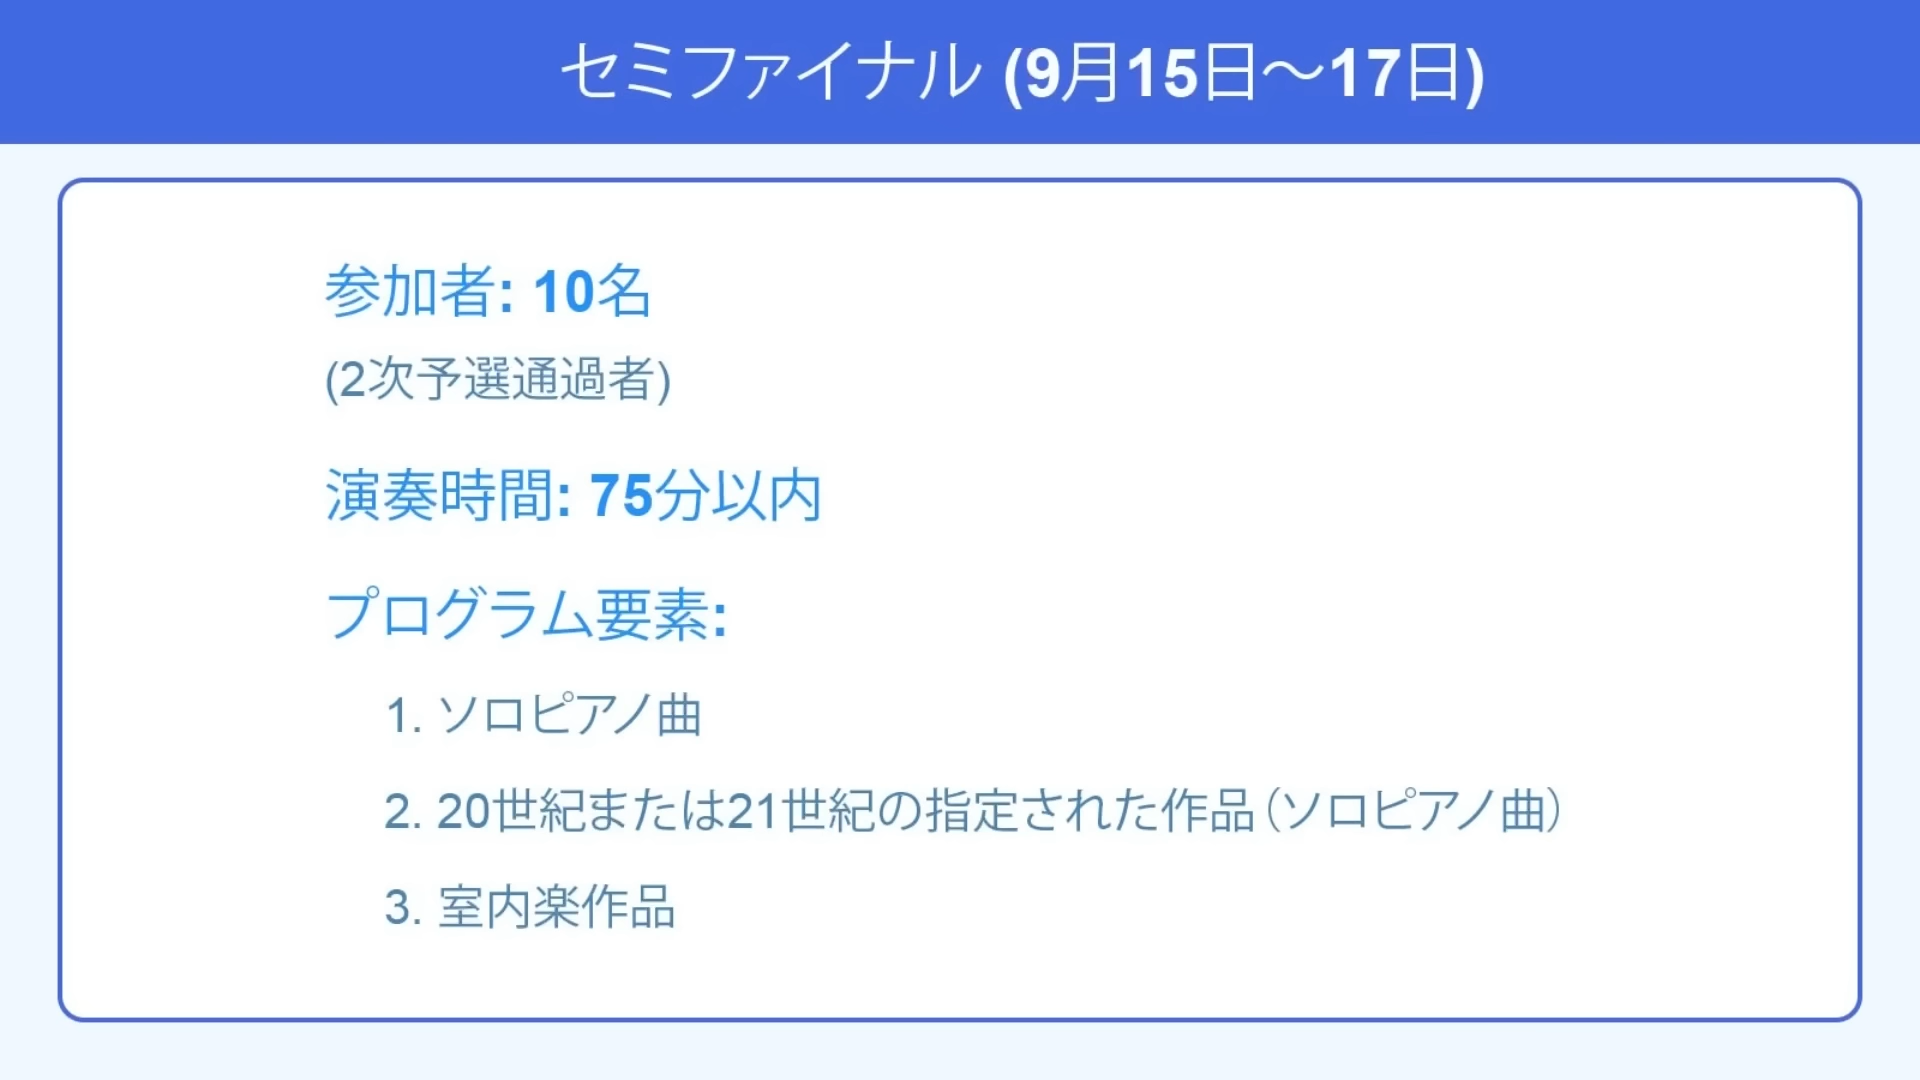 セミファイナル (9月15日～17日)
参加者: 10名
(2次予選通過者)
演奏時間: 75分以内
プログラム要素:
1. ソロピアノ曲
2. 20世紀または21世紀の指定された作品（ソロピアノ曲）
3. 室内楽作品